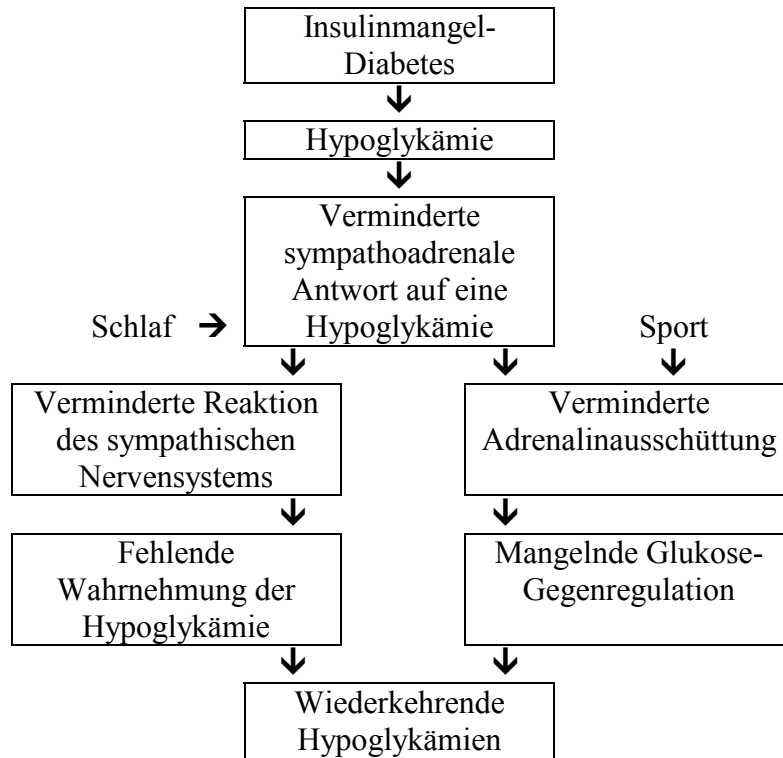 Insulinmangel-
Diabetes
Hypoglykämie
Verminderte
sympathoadrenale
Antwort auf eine
Hypoglykämie
Schlaf
Sport
Verminderte Reaktion
des sympathischen
Nervensystems
Verminderte
Adrenalinausschüttung
Fehlende
Wahrnehmung der
Hypoglykämie
Mangelnde Glukose-
Gegenregulation
Wiederkehrende
Hypoglykämien